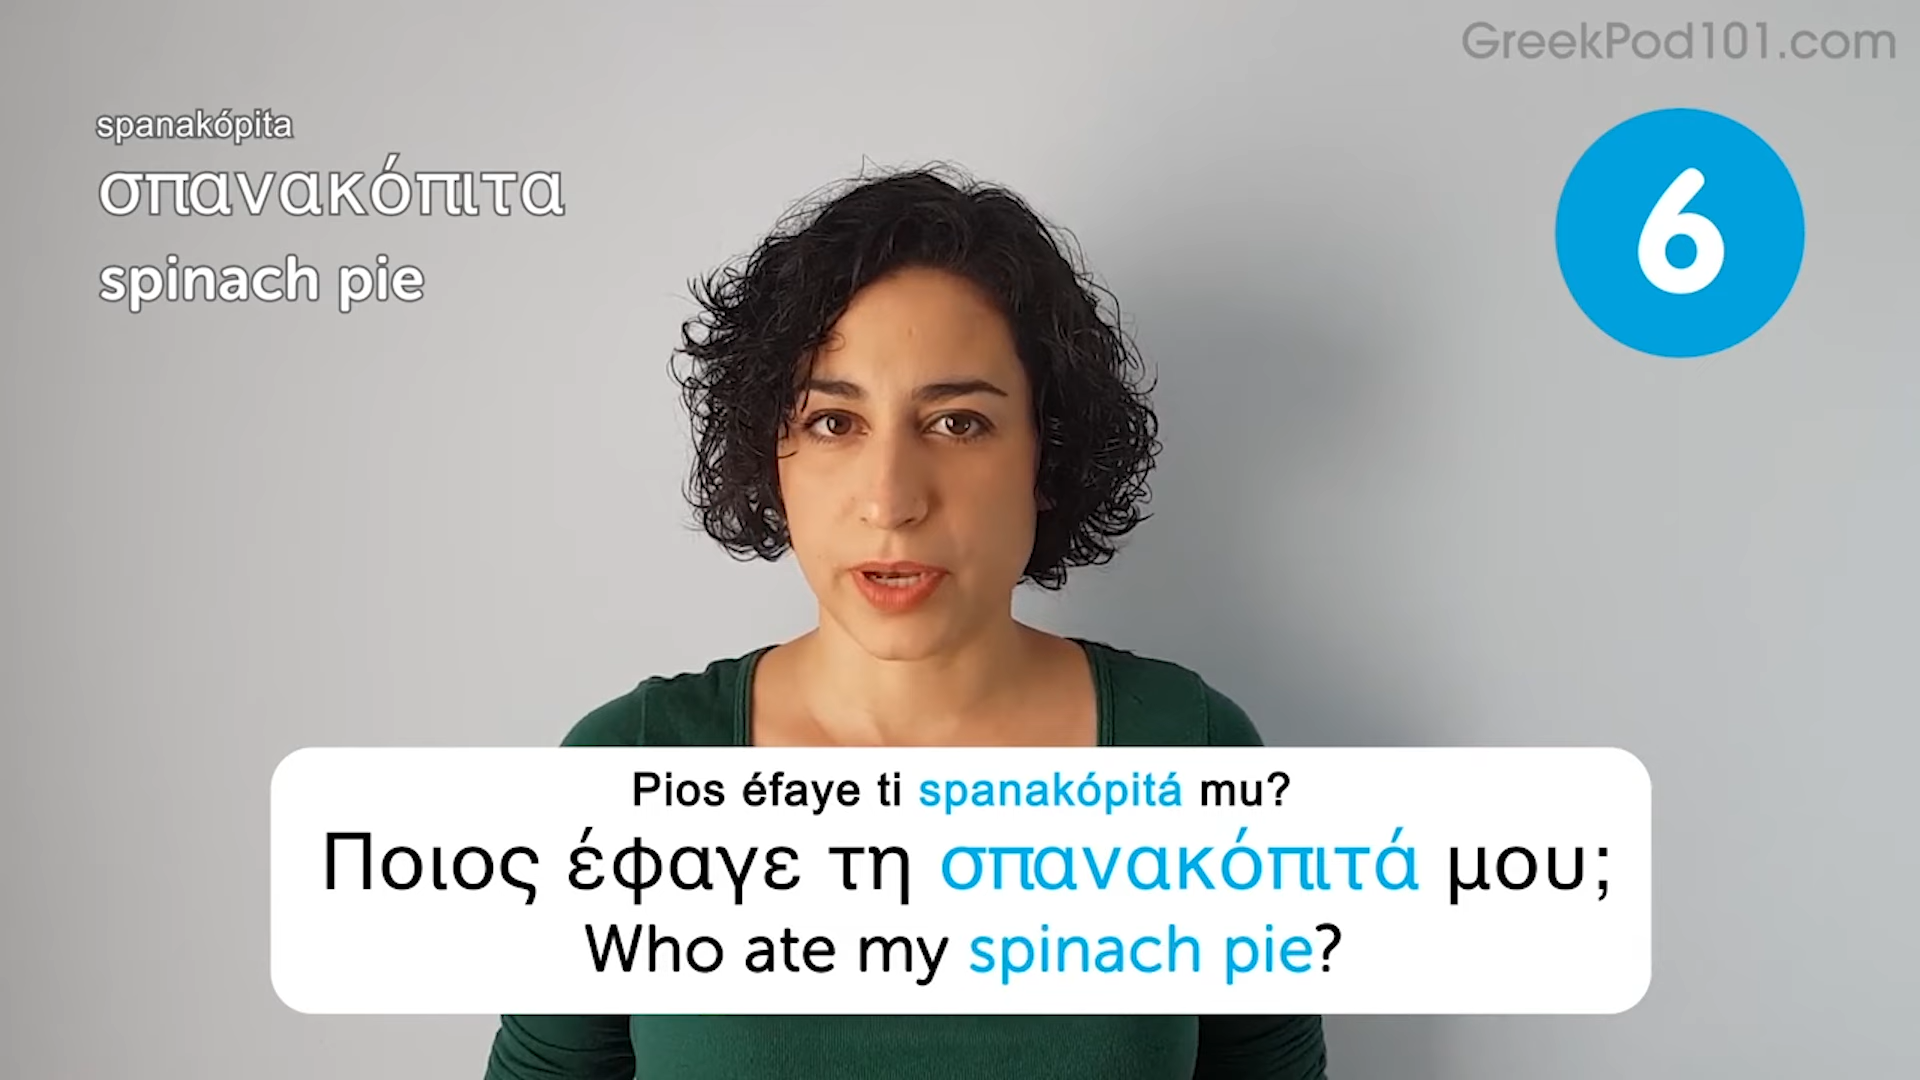 GreekPod101.com
spanakópita
σπανακόπιτα
spinach pie
6
Pios éfaye ti spanakópitá mu?
Ποιος έφαγε τη σπανακόπιτά μου;
Who ate my spinach pie?